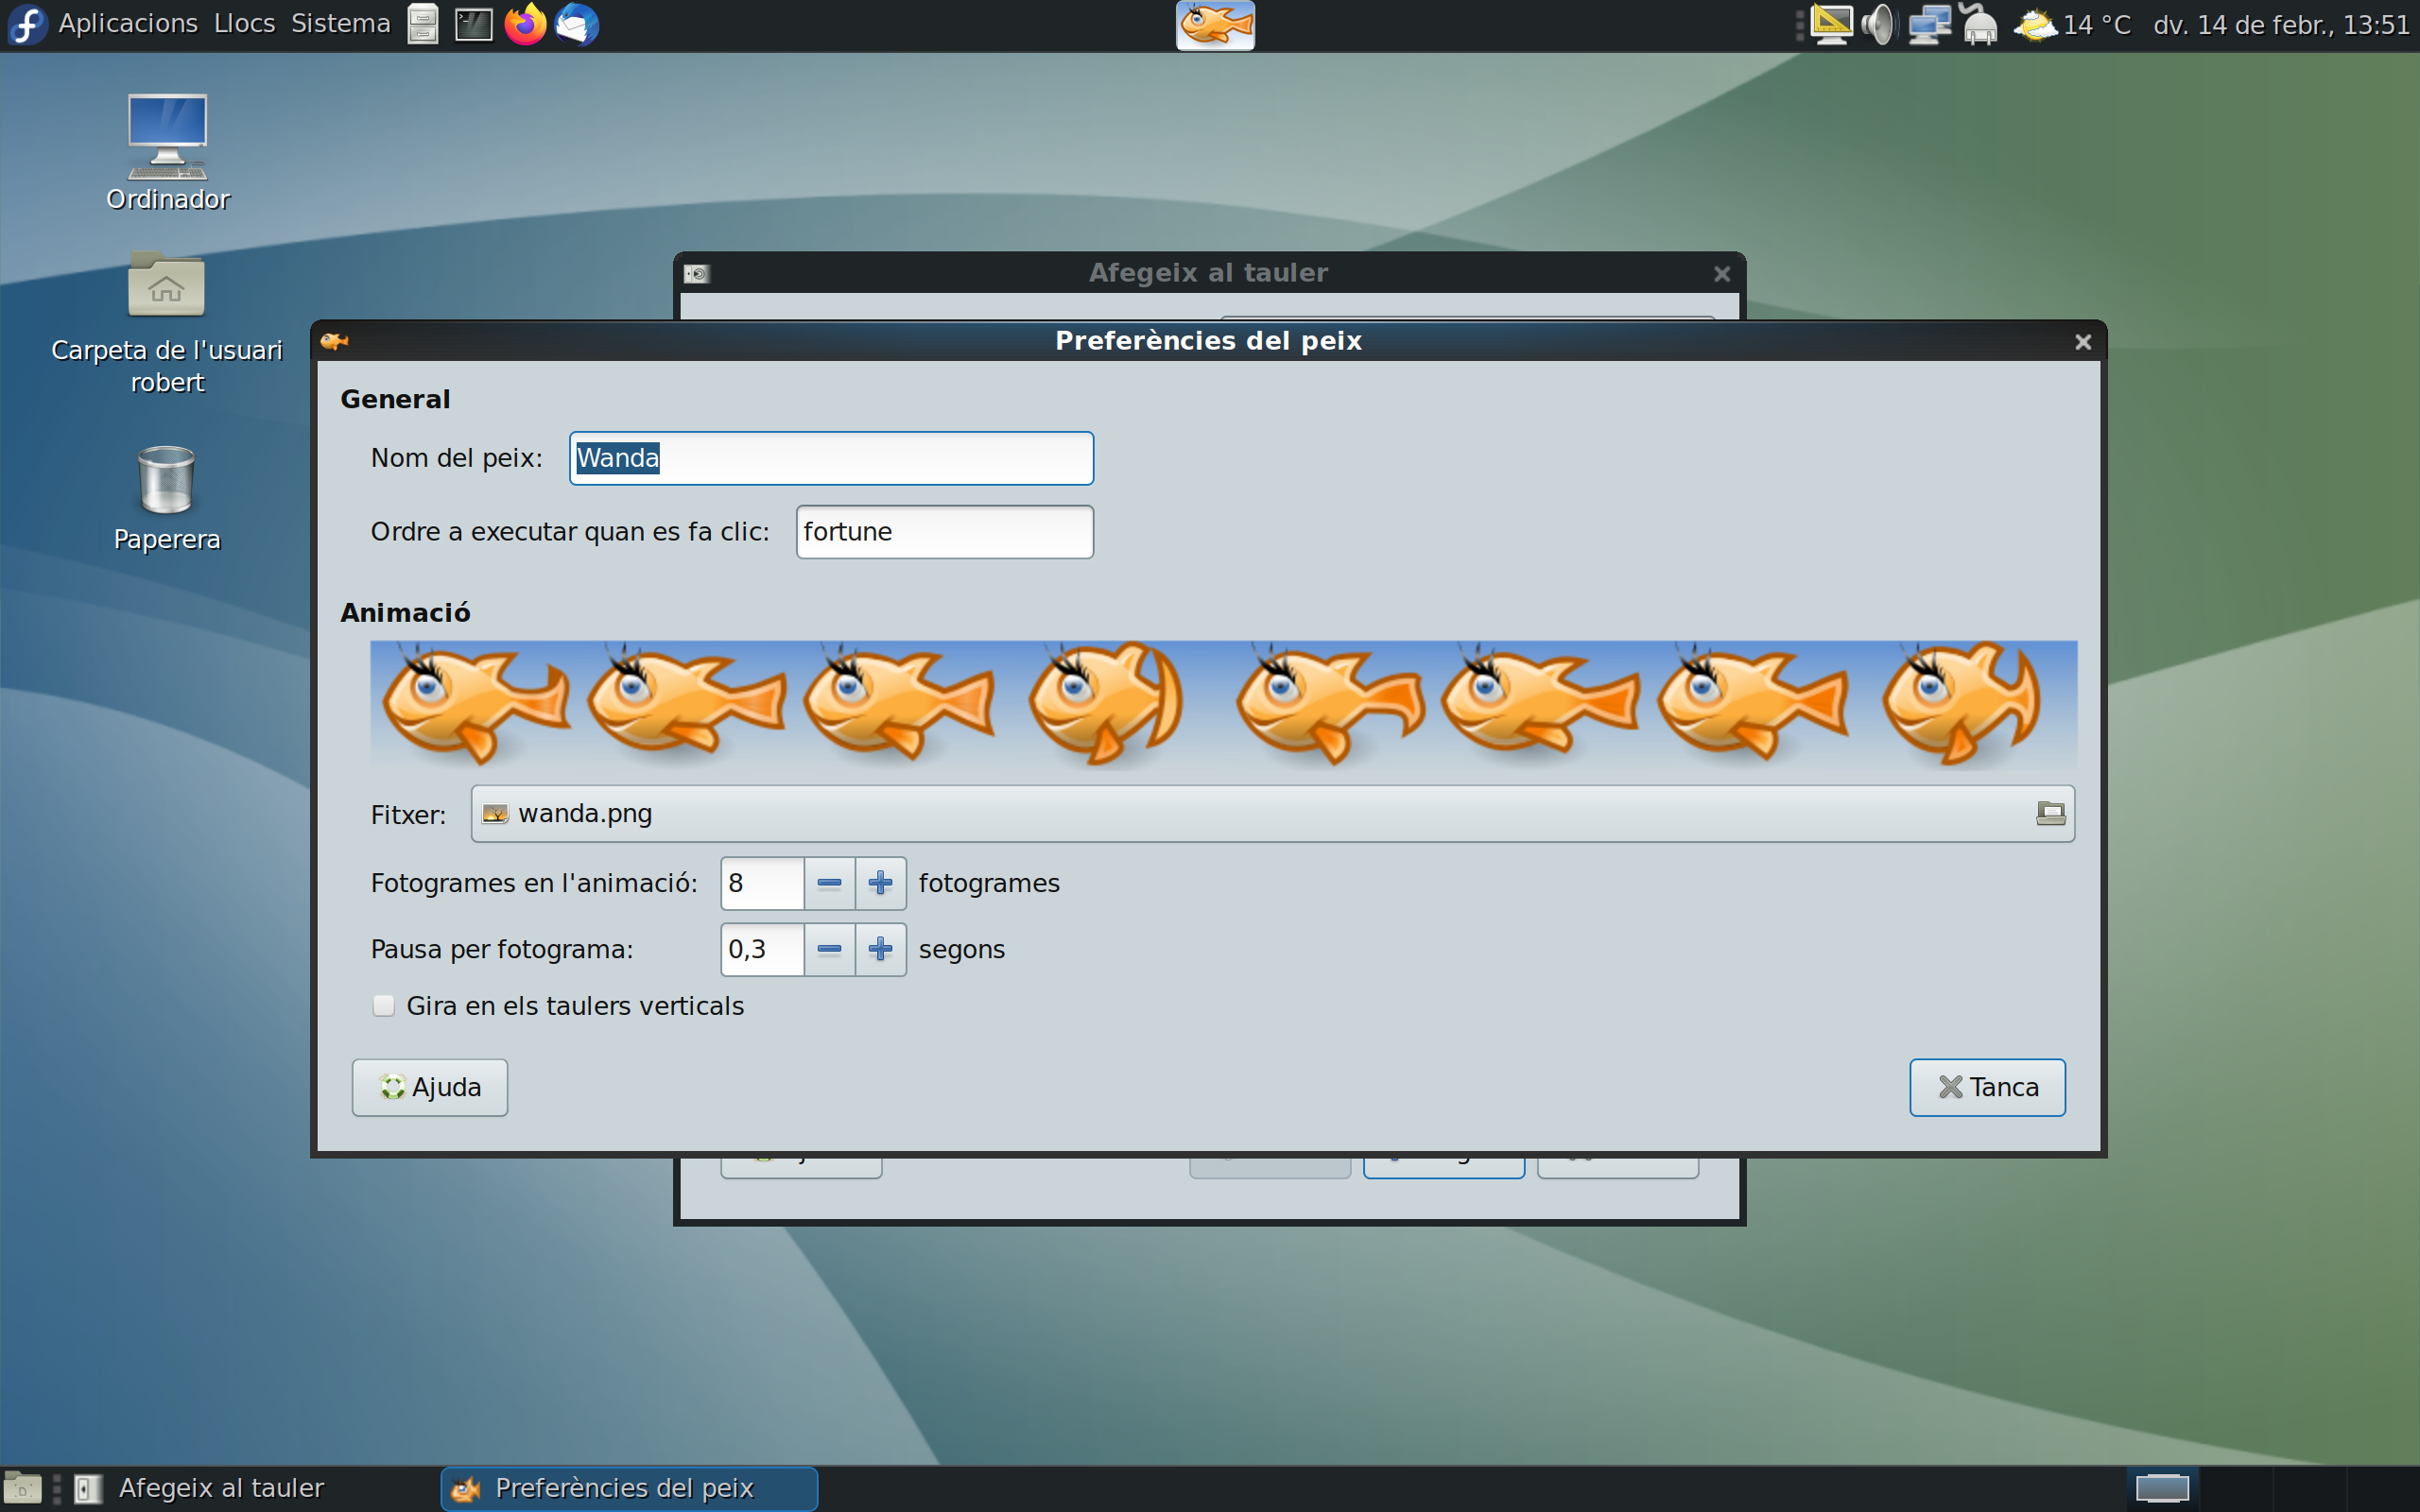 Aplicacions Llocs Sistema
14 °C dv. 14 de febr., 13:51
Ordinador
Carpeta de l'usuari
robert
Paperera
Afegeix al tauler
Preferències del peix
General
Nom del peix: Wanda
Ordre a executar quan es fa clic: fortune
Animació
Fitxer: wanda.png
Fotogrames en l'animació: 8 fotogrames
Pausa per fotograma: 0,3 segons
Gira en els taulers verticals
Ajuda
Tanca
Afegeix al tauler
Preferències del peix